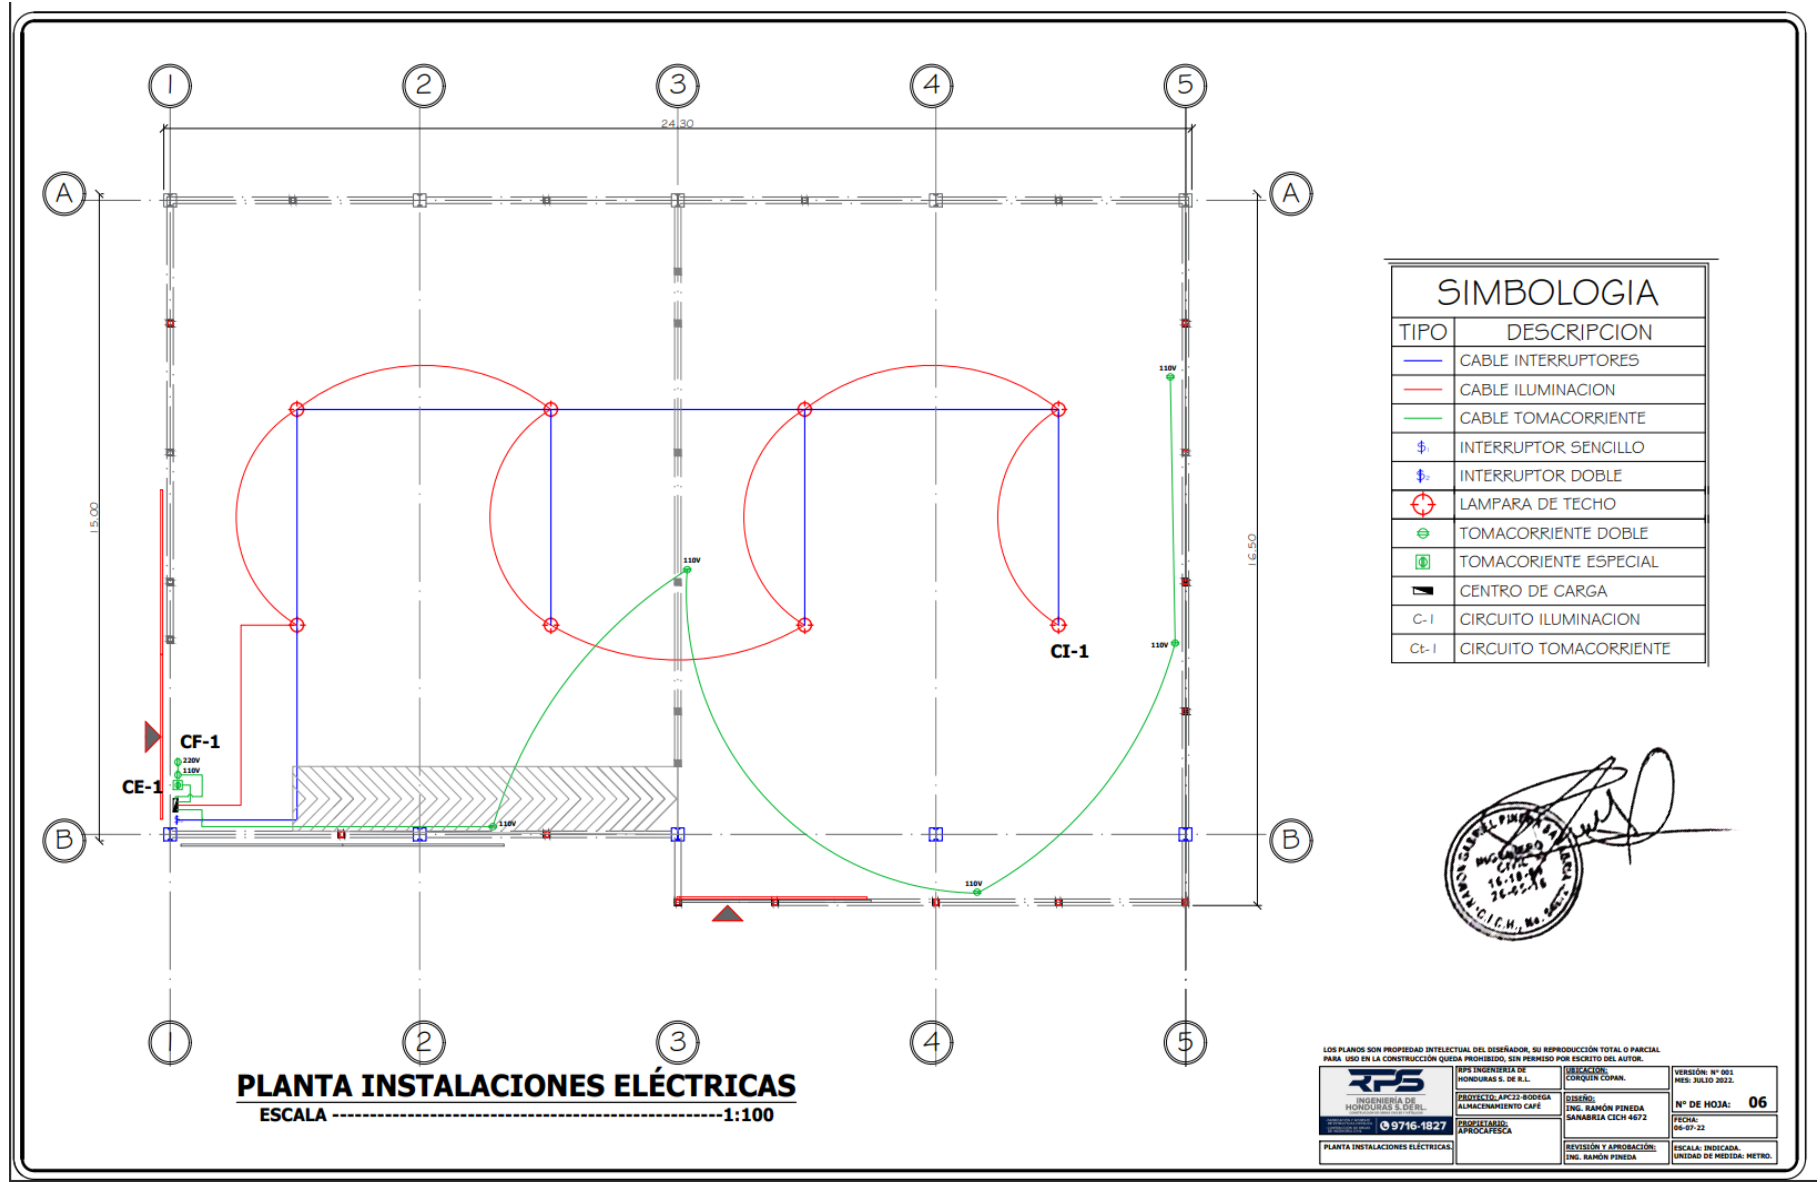 1 2 3 4 5
24.30
A A
SIMBOLOGIA
TIPO DESCRIPCION
CABLE INTERRUPTORES
CABLE ILUMINACION
CABLE TOMACORRIENTE
$1 INTERRUPTOR SENCILLO
$2 INTERRUPTOR DOBLE
LAMPARA DE TECHO
TOMACORRIENTE DOBLE
TOMACORIENTE ESPECIAL
CENTRO DE CARGA
C-1 CIRCUITO ILUMINACION
Ct-1 CIRCUITO TOMACORRIENTE
110V
15.00
16.50
110V
110V
CI-1
CF-1
220V
110V
CE-1
110V
B B
110V
1 2 3 4 5
PLANTA INSTALACIONES ELÉCTRICAS
ESCALA ------------------------------------------------------1:100
INGENIERO
CIVIL
LOS PLANOS SON PROPIEDAD INTELECTUAL DEL DISEÑADOR, SU REPRODUCCIÓN TOTAL O PARCIAL
PARA USO EN LA CONSTRUCCIÓN QUEDA PROHIBIDO, SIN PERMISO POR ESCRITO DEL AUTOR.
RPS
INGENIERÍA DE
HONDURAS S. DE RL.
9716-1827
PLANTA INSTALACIONES ELÉCTRICAS.
RPS INGENIERIA DE
HONDURAS S. DE R.L.
PROYECTO: APC22-BODEGA
ALMACENAMIENTO CAFÉ
PROPIETARIO:
APROCAFESCA
UBICACIÓN:
CORQUIN COPAN.
DISEÑO:
ING. RAMÓN PINEDA
SANABRIA CICH 4672
REVISIÓN Y APROBACIÓN:
ING. RAMÓN PINEDA
VERSIÓN: N° 001
MES: JULIO 2022.
N° DE HOJA: 06
FECHA:
06-07-22
ESCALA: INDICADA.
UNIDAD DE MEDIDA: METRO.